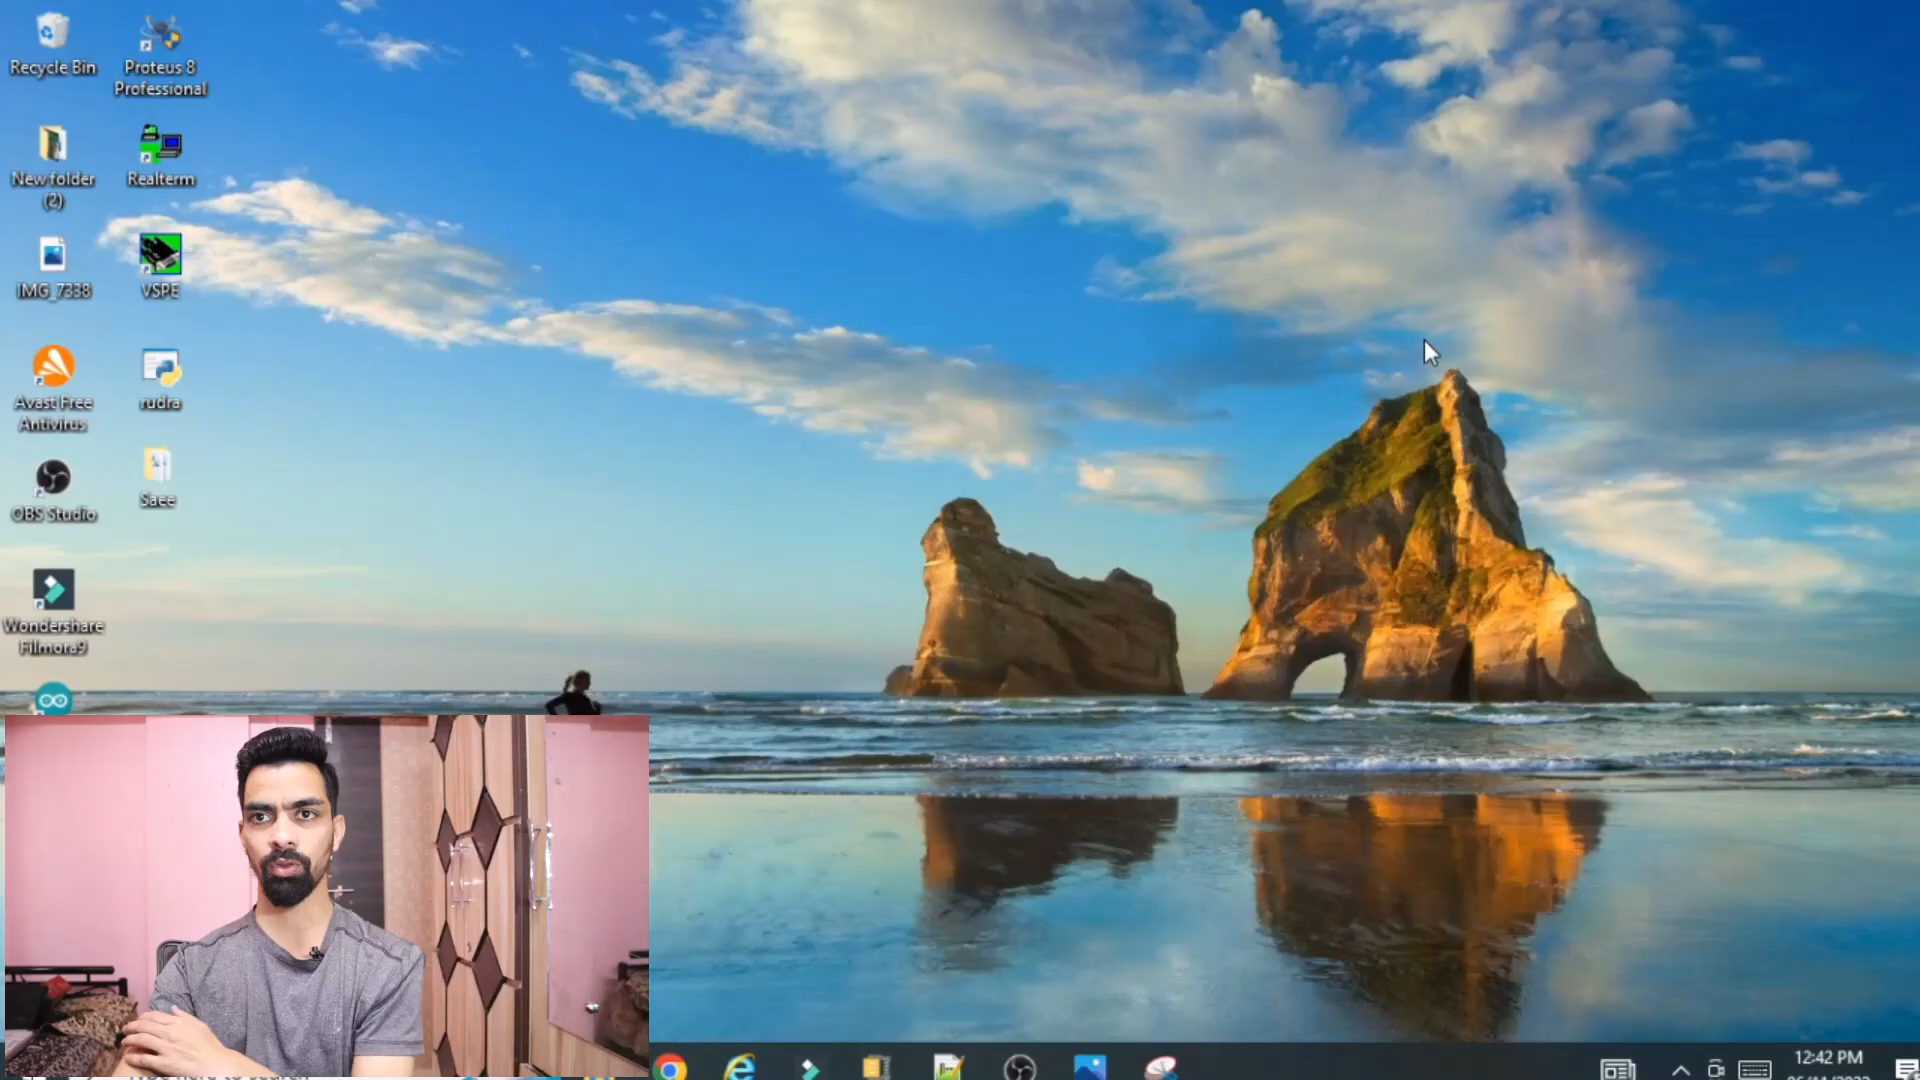 Recycle Bin
Proteus 8
Professional
New folder
(2)
Realterm
IMG_7338
VSPE
Avast Free
Antivirus
rudra
OBS Studio
Saee
Wondershare
Filmora9
12:42 PM